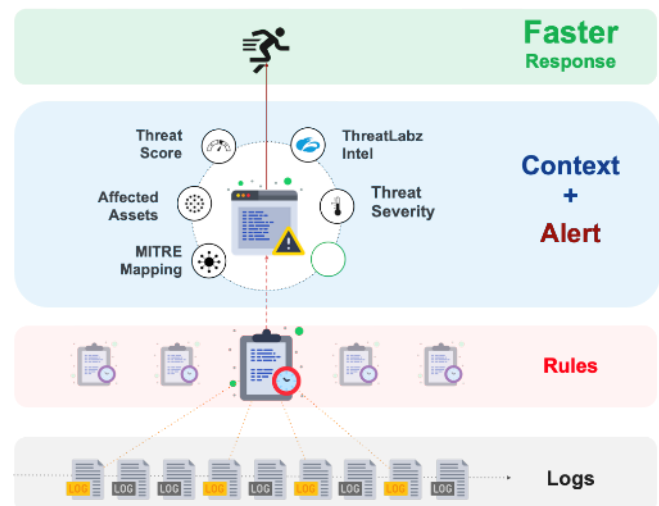 Faster
Response
Threat
Score
ThreatLabz
Intel
Affected
Assets
Threat
Severity
MITRE
Mapping
Context
+
Alert
Rules
LOG
LOG
LOG
LOG
LOG
LOG
LOG
LOG
LOG
Logs